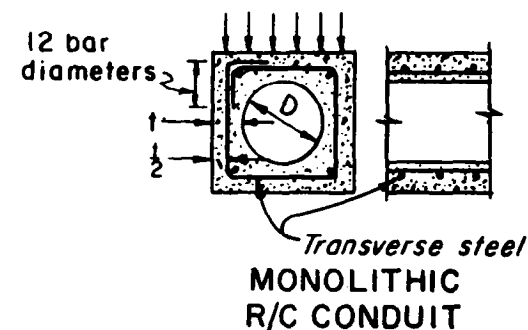 12 bar
diameters
t
t/2
D
Transverse steel
MONOLITHIC
R/C CONDUIT